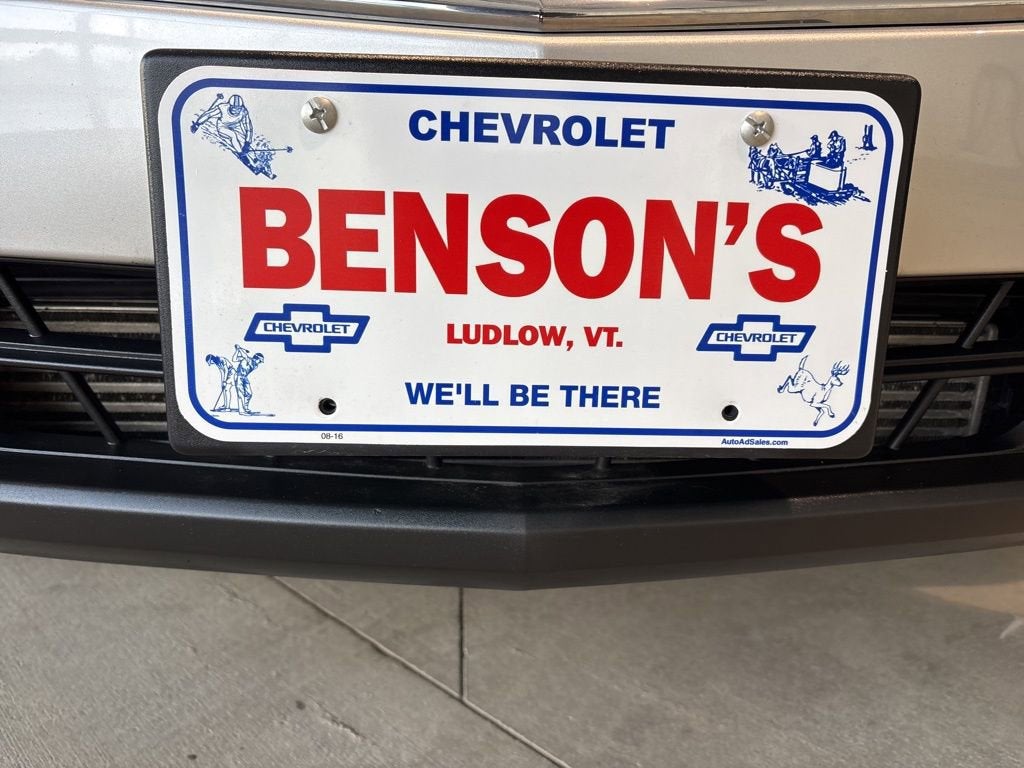 CHEVROLET
BENSON'S
CHEVROLET
LUDLOW, VT.
CHEVROLET
WE'LL BE THERE
08-16
AutoAdSales.com